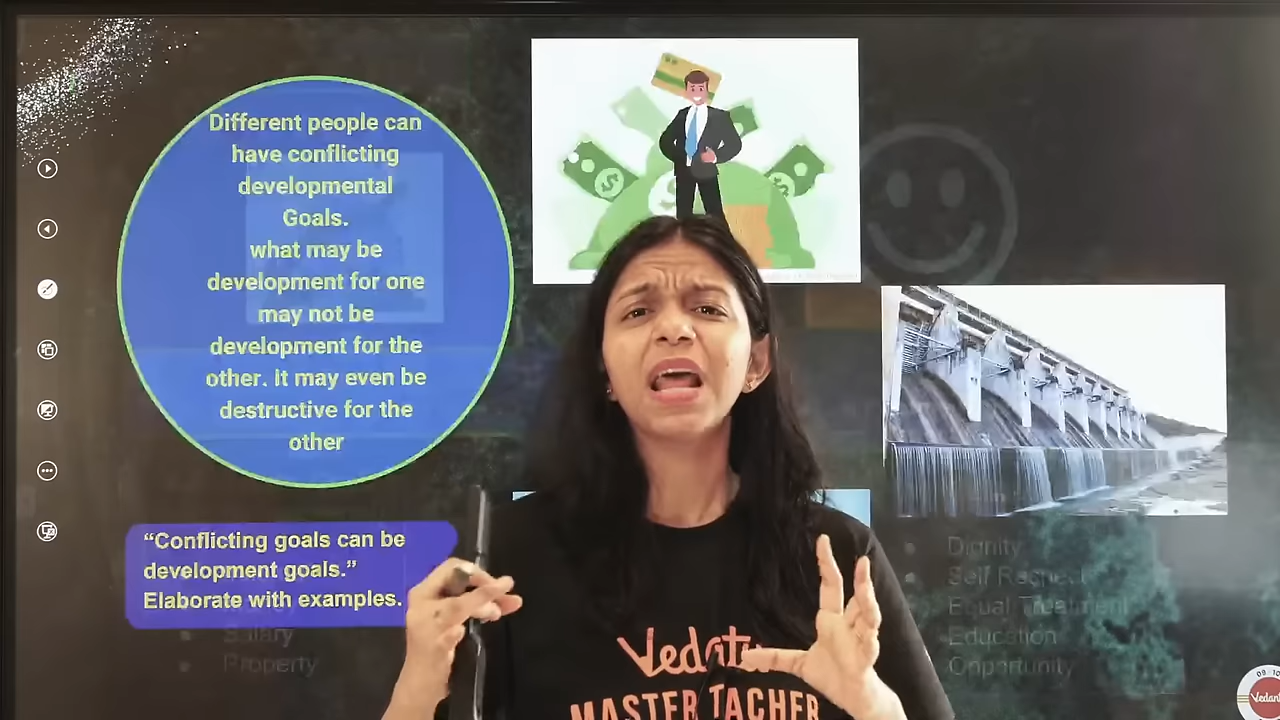 Different people can
have conflicting
developmental
Goals.
what may be
development for one
may not be
development for the
other. It may even be
destructive for the
other
“Conflicting goals can be
development goals.”
Elaborate with examples.
Salary
Property
Dignity
Self Respect
Equal Treatment
Education
Opportunity
Vedantu
MASTER TACHER
Vedant